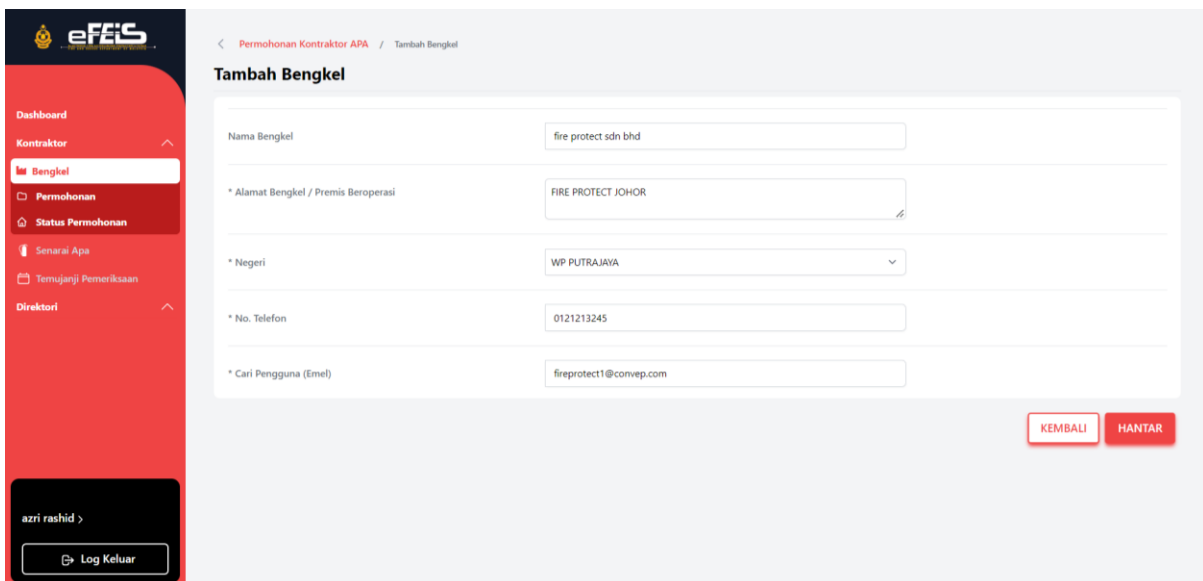 eFEiS
Dashboard
Kontraktor
Bengkel
Permohonan
Status Permohonan
Senarai Apa
Temujanji Pemeriksaan
Direktori
azri rashid >
Log Keluar
< Permohonan Kontraktor APA / Tambah Bengkel
Tambah Bengkel
Nama Bengkel fire protect sdn bhd
* Alamat Bengkel / Premis Beroperasi FIRE PROTECT JOHOR
* Negeri WP PUTRAJAYA
* No. Telefon 0121213245
* Cari Pengguna (Emel) fireprotect1@convep.com
KEMBALI HANTAR